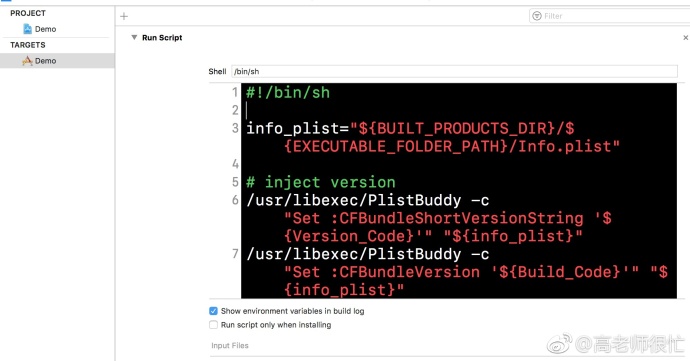 PROJECT
Demo
TARGETS
Demo
Filter
Run Script
Shell /bin/sh
1 #!/bin/sh
2
3 info_plist="${BUILT_PRODUCTS_DIR}/$
{EXECUTABLE_FOLDER_PATH}/Info.plist"
4
5 # inject version
6 /usr/libexec/PlistBuddy -c
"Set :CFBundleShortVersionString '$
{Version_Code}'" "${info_plist}"
7 /usr/libexec/PlistBuddy -c
"Set :CFBundleVersion '${Build_Code}'" "$
{info_plist}"
Show environment variables in build log
Run script only when installing
Input Files
@高老师很忙